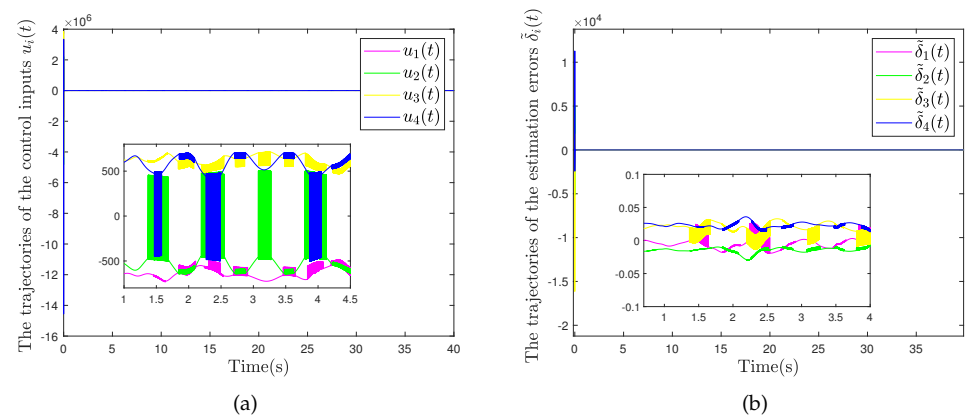 The trajectories of the control inputs u_i(t)
×10^6
4
2
0
-2
-4
-6
-8
-10
-12
-14
-16
0 5 10 15 20 25 30 35 40
Time(s)
u_1(t)
u_2(t)
u_3(t)
u_4(t)
500
0
-500
1 1.5 2 2.5 3 3.5 4 4.5
(a)
The trajectories of the estimation errors δ̃_i(t)
×10^4
1
0.5
0
-0.5
-1
-1.5
-2
0 5 10 15 20 25 30 35
Time(s)
δ̃_1(t)
δ̃_2(t)
δ̃_3(t)
δ̃_4(t)
0.1
0.05
0
-0.05
-0.1
1 1.5 2 2.5 3 3.5 4
(b)